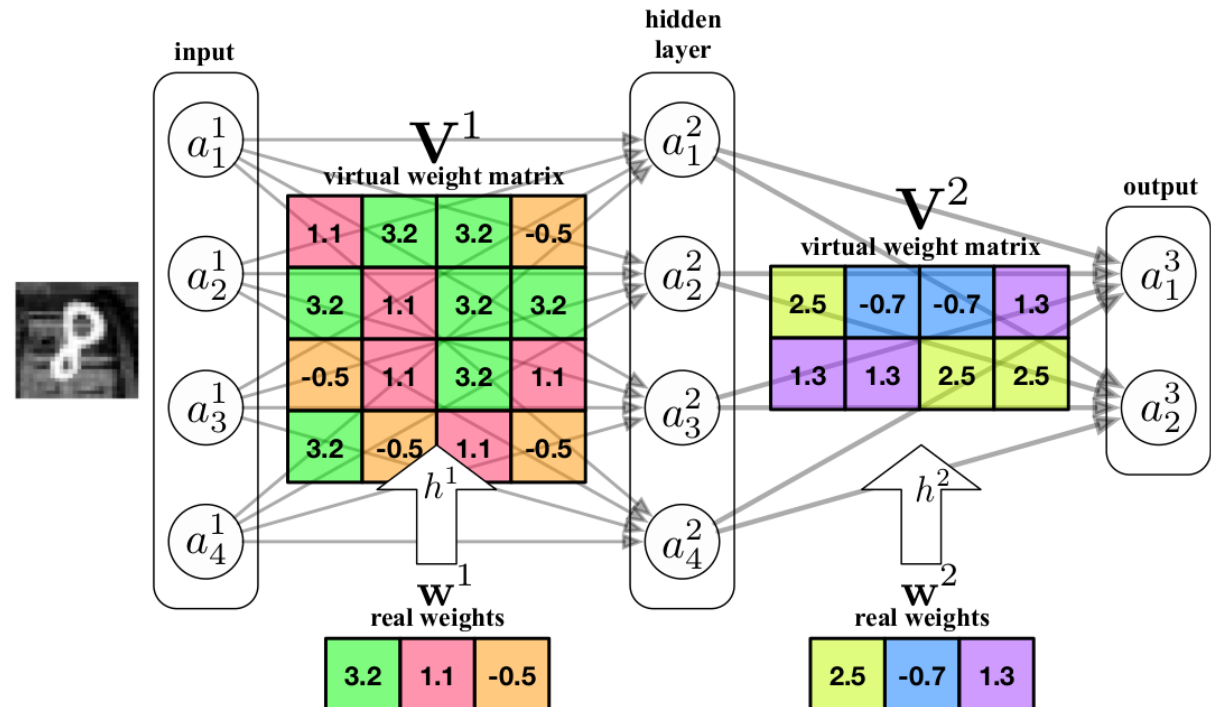 input
hidden
layer
output
a₁¹
a₂¹
a₃¹
a₄¹
V¹
virtual weight matrix
1.1 3.2 3.2 -0.5
3.2 1.1 3.2 3.2
-0.5 1.1 3.2 1.1
3.2 -0.5 1.1 -0.5
h¹
w¹
real weights
3.2 1.1 -0.5
a₁²
a₂²
a₃²
a₄²
V²
virtual weight matrix
2.5 -0.7 -0.7 1.3
1.3 1.3 2.5 2.5
h²
w²
real weights
2.5 -0.7 1.3
a₁³
a₂³